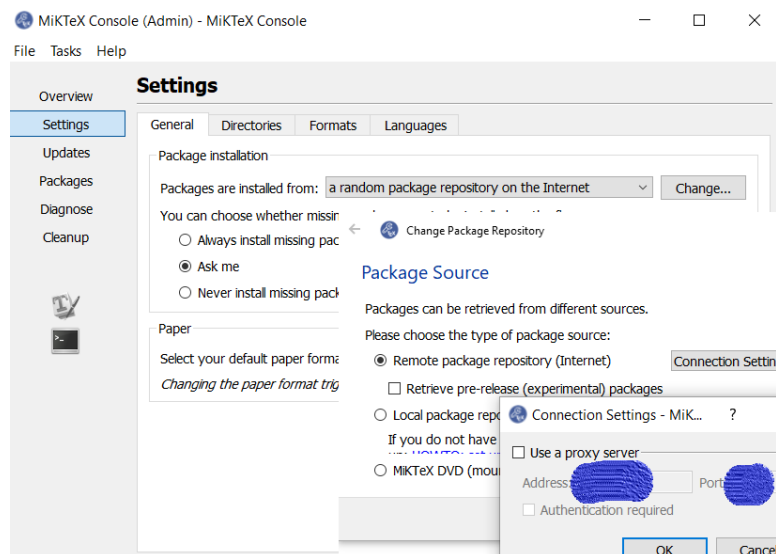 MiKTeX Console (Admin) - MiKTeX Console
File Tasks Help
Overview
Settings
Updates
Packages
Diagnose
Cleanup
Settings
General Directories Formats Languages
Package installation
Packages are installed from: a random package repository on the Internet Change...
You can choose whether missin
Always install missing pac
Ask me
Never install missing pack
Paper
Select your default paper forma
Changing the paper format trig
Change Package Repository
Package Source
Packages can be retrieved from different sources.
Please choose the type of package source:
Remote package repository (Internet) Connection Settin
Retrieve pre-release (experimental) packages
Local package repo
If you do not have
MiKTeX DVD (mou
Connection Settings - MiK... ?
Use a proxy server
Address: Port
Authentication required
OK Cance